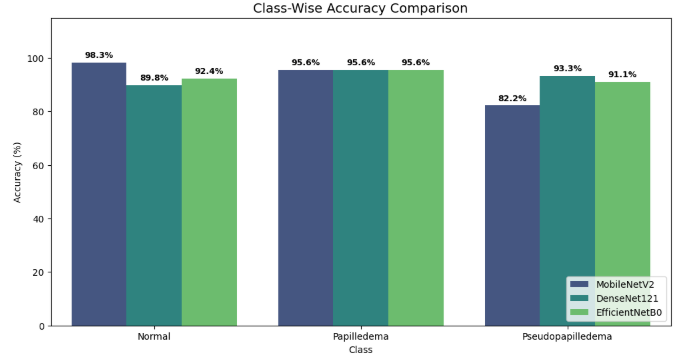 Class-Wise Accuracy Comparison
98.3%
89.8%
92.4%
95.6%
95.6%
95.6%
82.2%
93.3%
91.1%
100
80
60
40
20
0
Accuracy (%)
Normal
Papilledema
Pseudopapilledema
Class
MobileNetV2
DenseNet121
EfficientNetB0